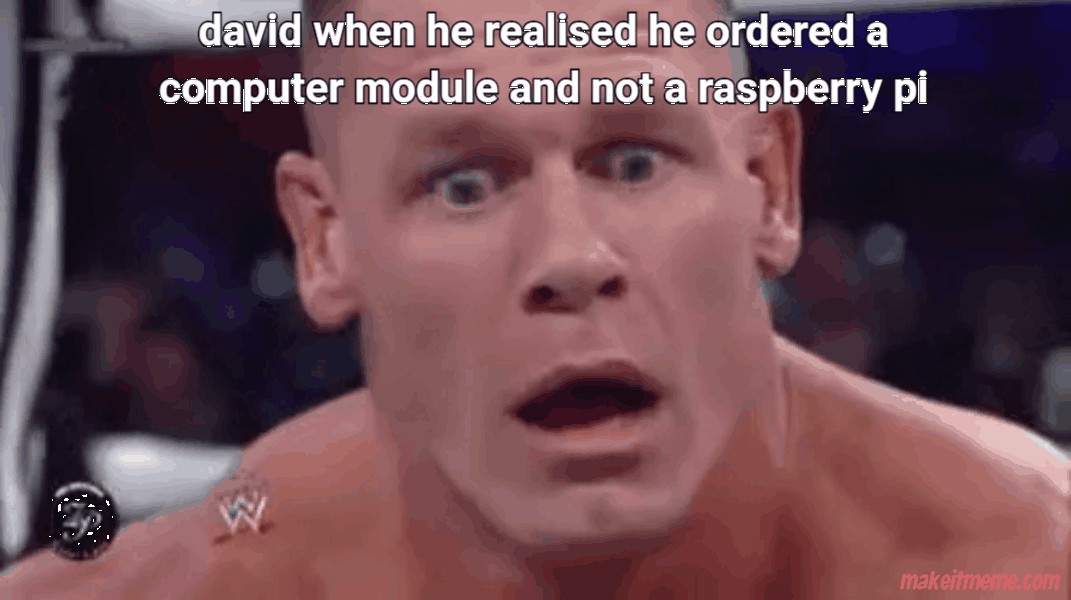 david when he realised he ordered a
computer module and not a raspberry pi
W
makeitmeme.com